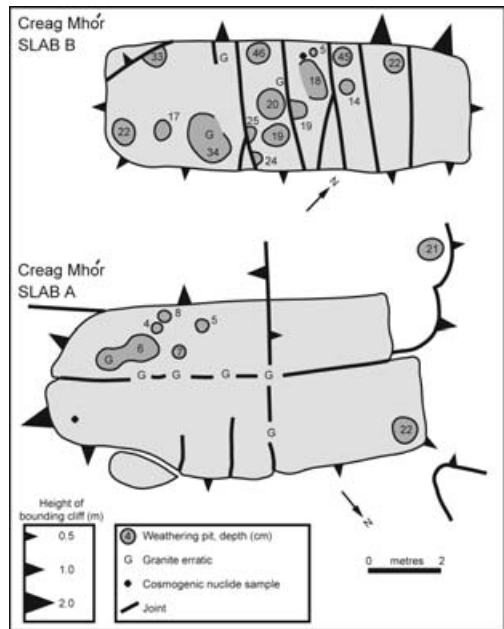 Creag Mhór
SLAB B
33
G
46
5
45
22
18
G
14
17
20
19
22
G
34
25
19
24
N
Creag Mhór
SLAB A
21
8
4
5
6
G
7
G
G
G
G
22
G
N
Height of
bounding cliff (m)
0.5
1.0
2.0
4 Weathering pit, depth (cm)
G Granite erratic
Cosmogenic nuclide sample
Joint
0 metres 2